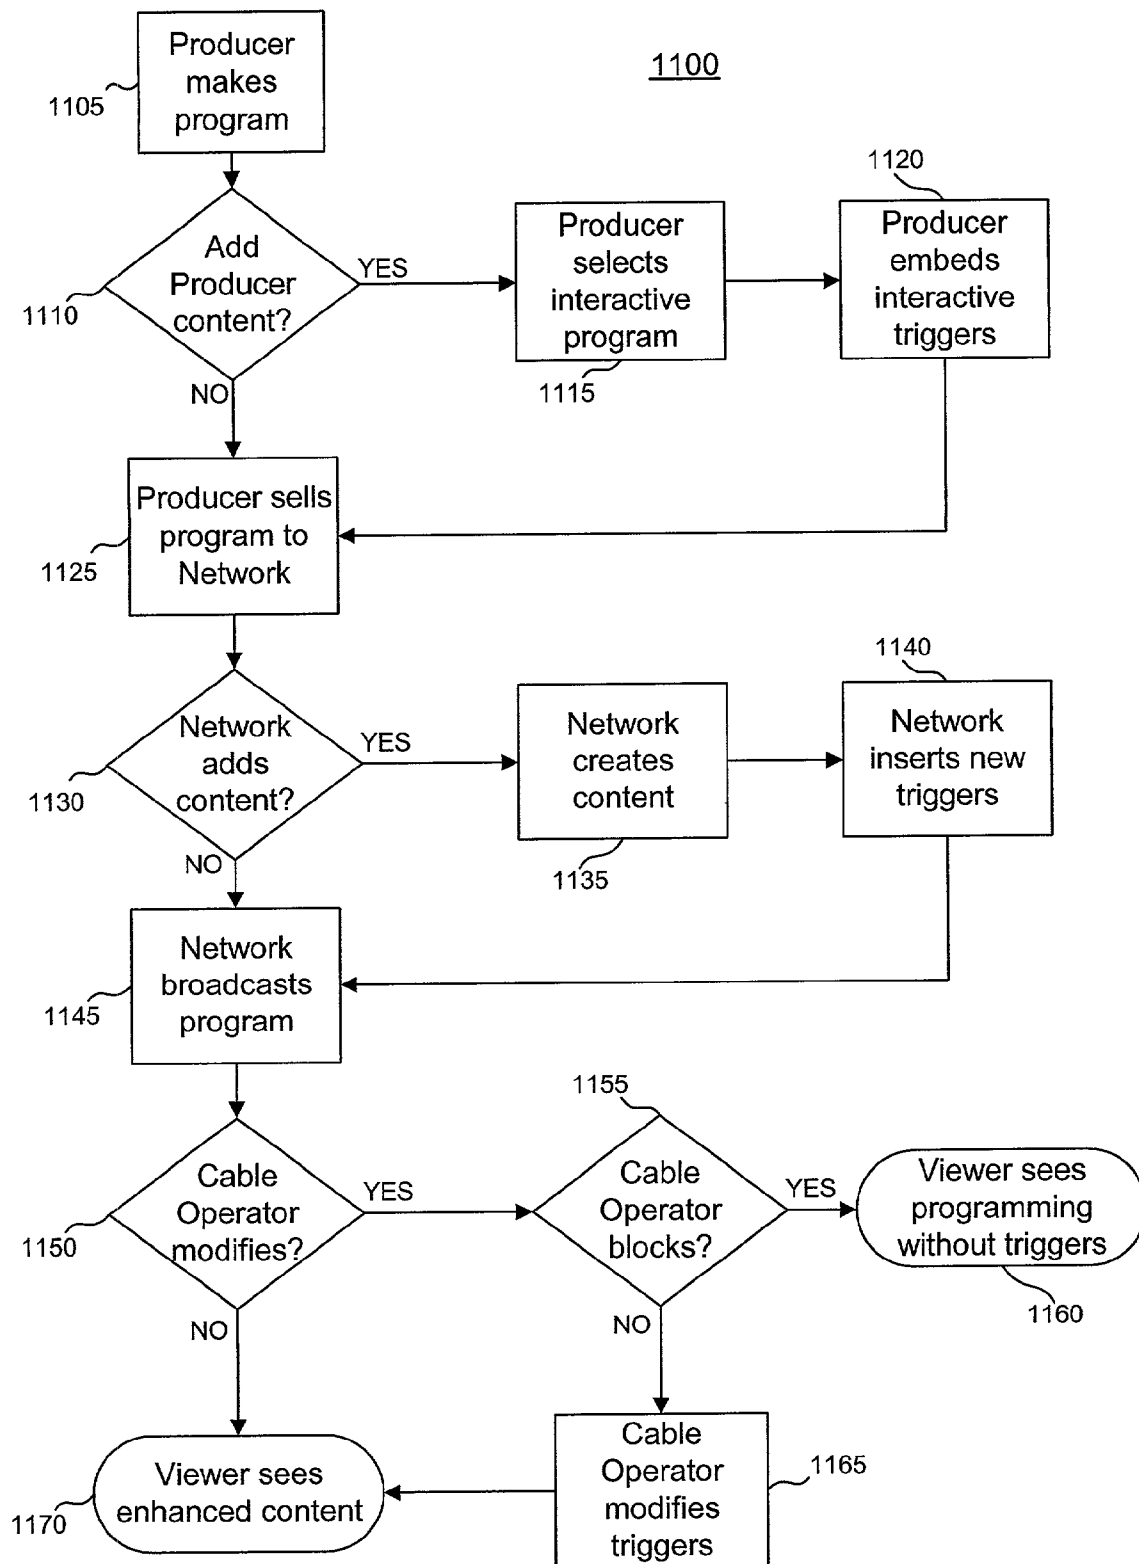 1100
Producer
makes
program
1105
Add
Producer
content?
1110
YES
NO
Producer
selects
interactive
program
1115
1120
Producer
embeds
interactive
triggers
Producer sells
program to
Network
1125
Network
adds
content?
1130
YES
NO
Network
creates
content
1135
1140
Network
inserts new
triggers
Network
broadcasts
program
1145
Cable
Operator
modifies?
1150
YES
NO
1155
Cable
Operator
blocks?
YES
NO
Viewer sees
programming
without triggers
1160
Cable
Operator
modifies
triggers
1165
Viewer sees
enhanced content
1170